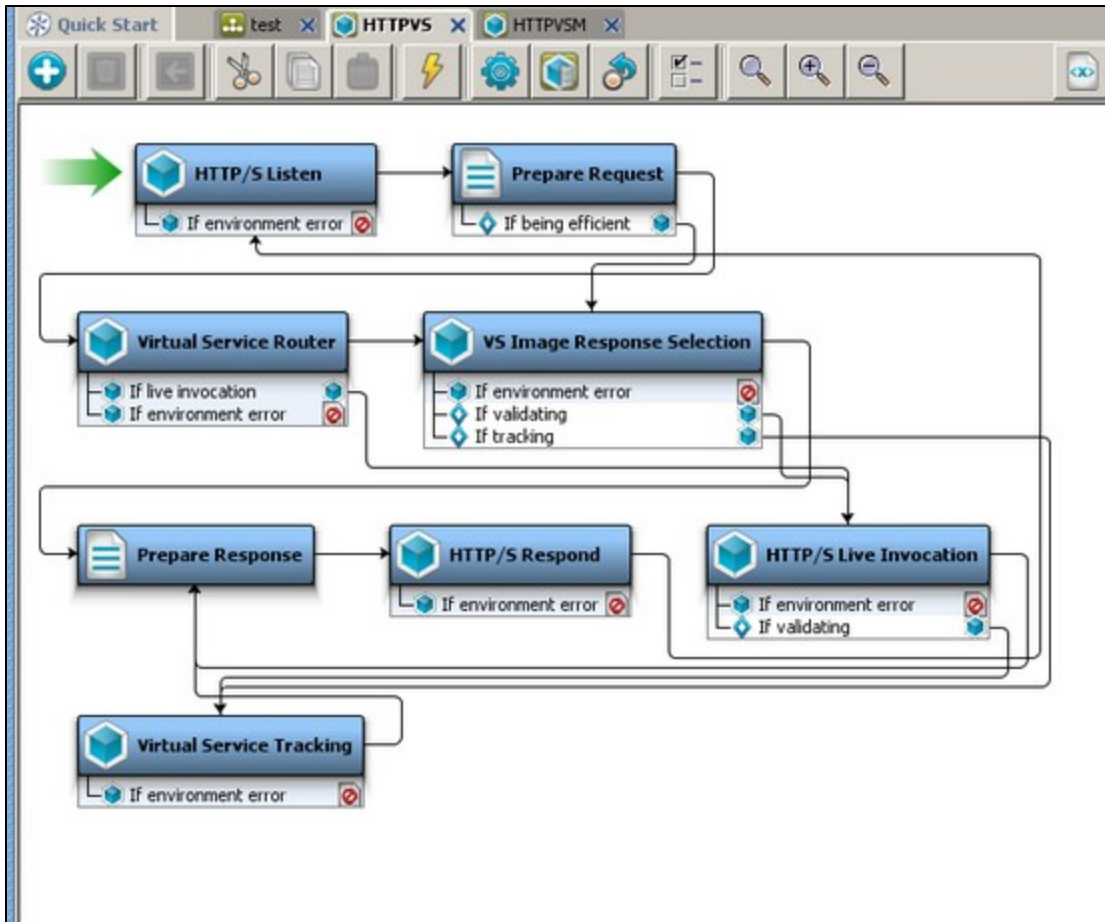 Quick Start
test
HTTPVS
HTTPVSM
HTTP/S Listen
If environment error
Prepare Request
If being efficient
Virtual Service Router
If live invocation
If environment error
VS Image Response Selection
If environment error
If validating
If tracking
Prepare Response
HTTP/S Respond
If environment error
HTTP/S Live Invocation
If environment error
If validating
Virtual Service Tracking
If environment error